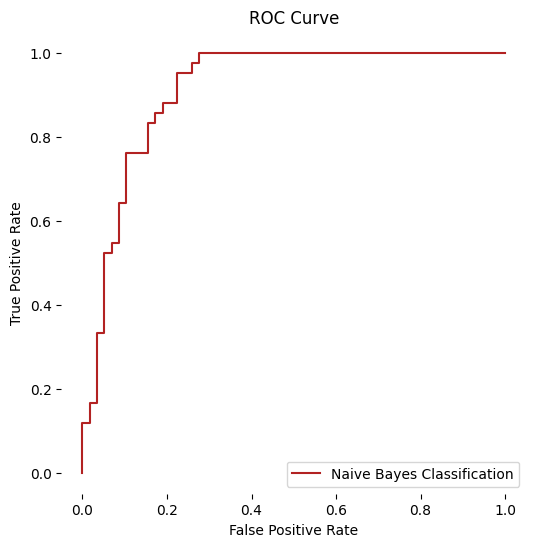 ROC Curve
True Positive Rate
1.0
0.8
0.6
0.4
0.2
0.0
Naive Bayes Classification
0.0 0.2 0.4 0.6 0.8 1.0
False Positive Rate